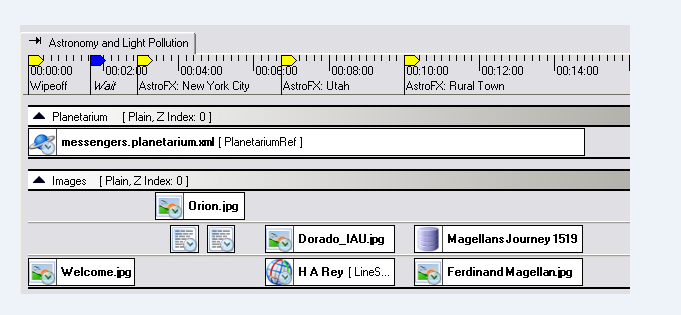 Astronomy and Light Pollution
00:00:00 00:02:00 00:04:00 00:06:00 00:08:00 00:10:00 00:12:00 00:14:00
Wipeoff Wait AstroFX: New York City AstroFX: Utah AstroFX: Rural Town
Planetarium [ Plain, Z Index: 0 ]
messengers.planetarium.xml [ PlanetariumRef ]
Images [ Plain, Z Index: 0 ]
Orion.jpg
Dorado_IAU.jpg MagellansJourney 1519
Welcome.jpg H A Rey [ LineS... Ferdinand Magellan.jpg